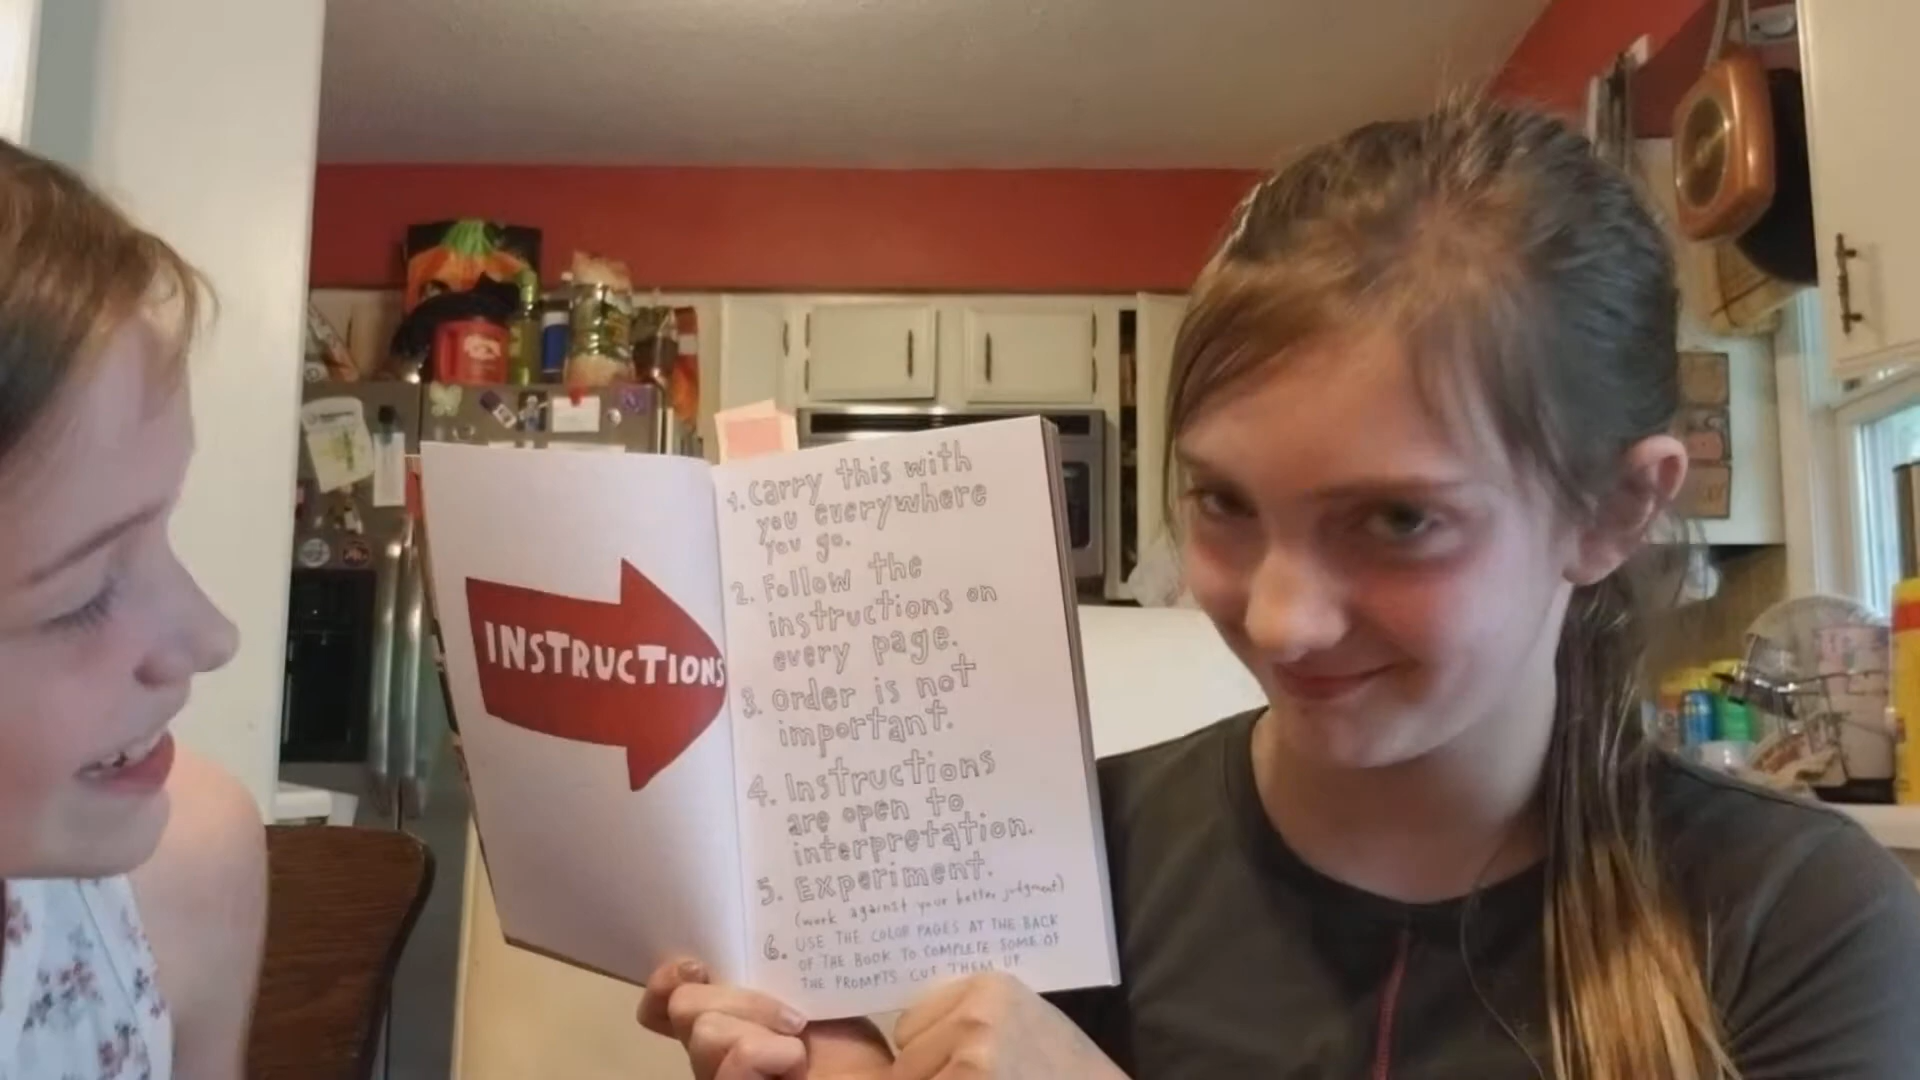 INSTRUCTIONS
1. Carry this with
you everywhere
you go.
2. Follow the
instructions on
every page.
3. Order is not
important.
4. Instructions
are open to
interpretation.
5. Experiment.
(work against your better judgment)
6. USE THE COLOR PAGES AT THE BACK
OF THE BOOK TO COMPLETE SOME OF
THE PROMPTS. CUT THEM UP.